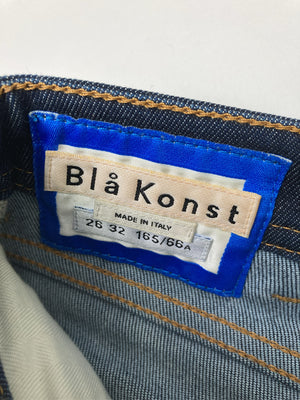 Blå Konst
MADE IN ITALY
26 32 165/66A